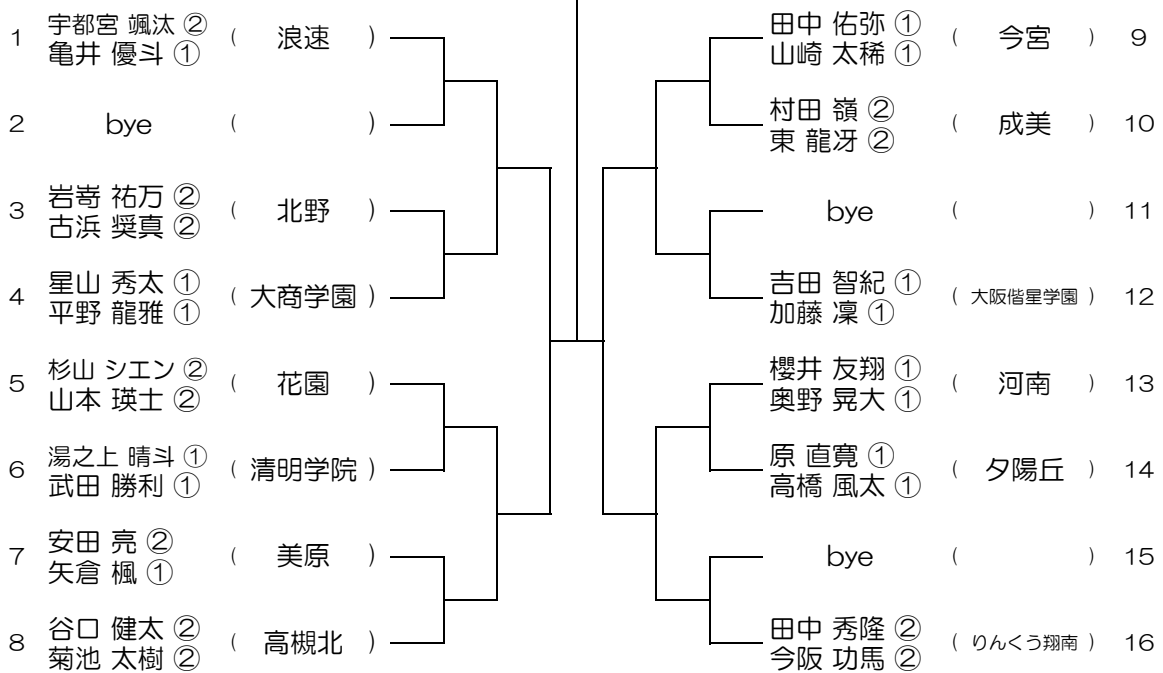 1 宇都宮 颯汰 ② ( 浪速 )
亀井 優斗 ①
2 bye ( )
3 岩嵜 祐万 ② ( 北野 )
古浜 奨真 ②
4 星山 秀太 ① ( 大商学園 )
平野 龍雅 ①
5 杉山 シエン ② ( 花園 )
山本 瑛士 ②
6 湯之上 晴斗 ① ( 清明学院 )
武田 勝利 ①
7 安田 亮 ② ( 美原 )
矢倉 楓 ①
8 谷口 健太 ② ( 高槻北 )
菊池 太樹 ②
田中 佑弥 ① ( 今宮 ) 9
山崎 太稀 ①
村田 嶺 ② ( 成美 ) 10
東 龍冴 ②
bye ( ) 11
吉田 智紀 ① ( 大阪偕星学園 ) 12
加藤 凜 ①
櫻井 友翔 ① ( 河南 ) 13
奥野 晃大 ①
原 直寛 ① ( 夕陽丘 ) 14
高橋 風太 ①
bye ( ) 15
田中 秀隆 ② ( りんくう翔南 ) 16
今阪 功馬 ②